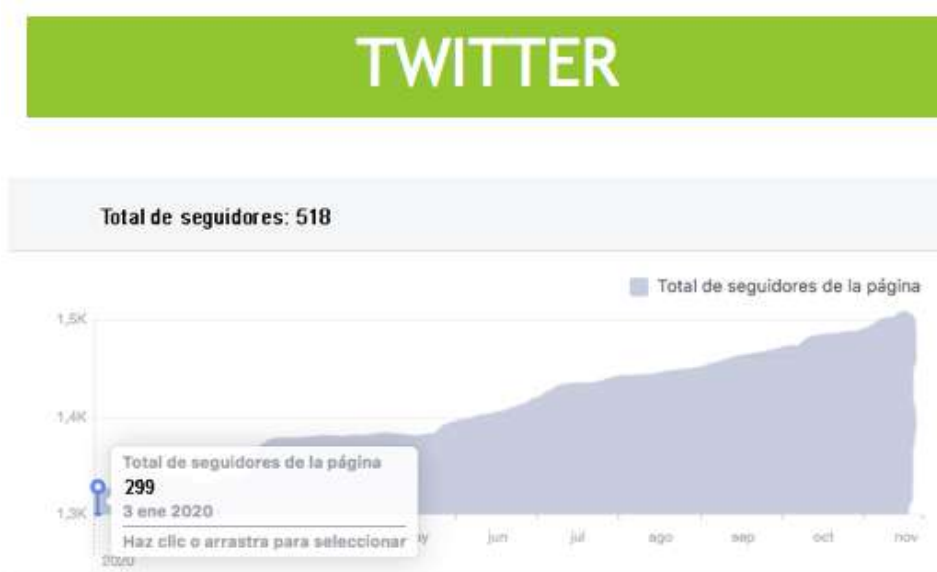 TWITTER
Total de seguidores: 518
Total de seguidores de la página
1,5K
1,4K
1,3K
Total de seguidores de la página
299
3 ene 2020
Haz clic o arrastra para seleccionar
jun jul ago sep oct nov
2020